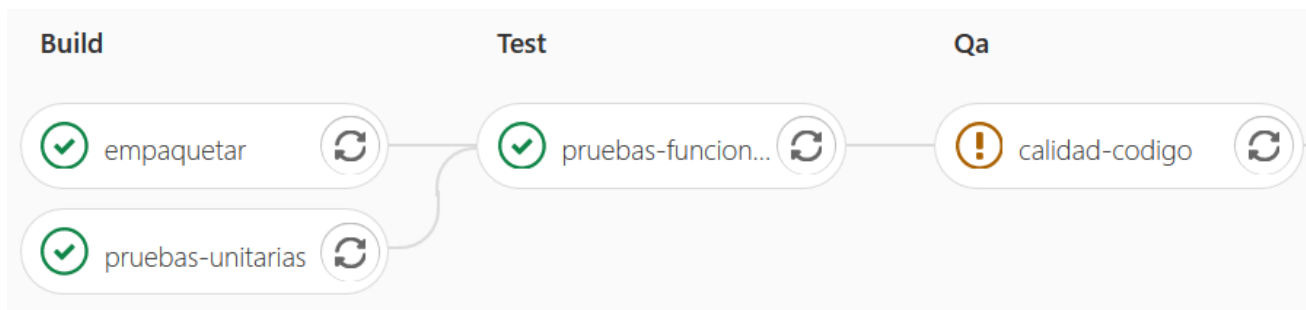 Build
Test
Qa
empaquetar
pruebas-funcion...
calidad-codigo
pruebas-unitarias